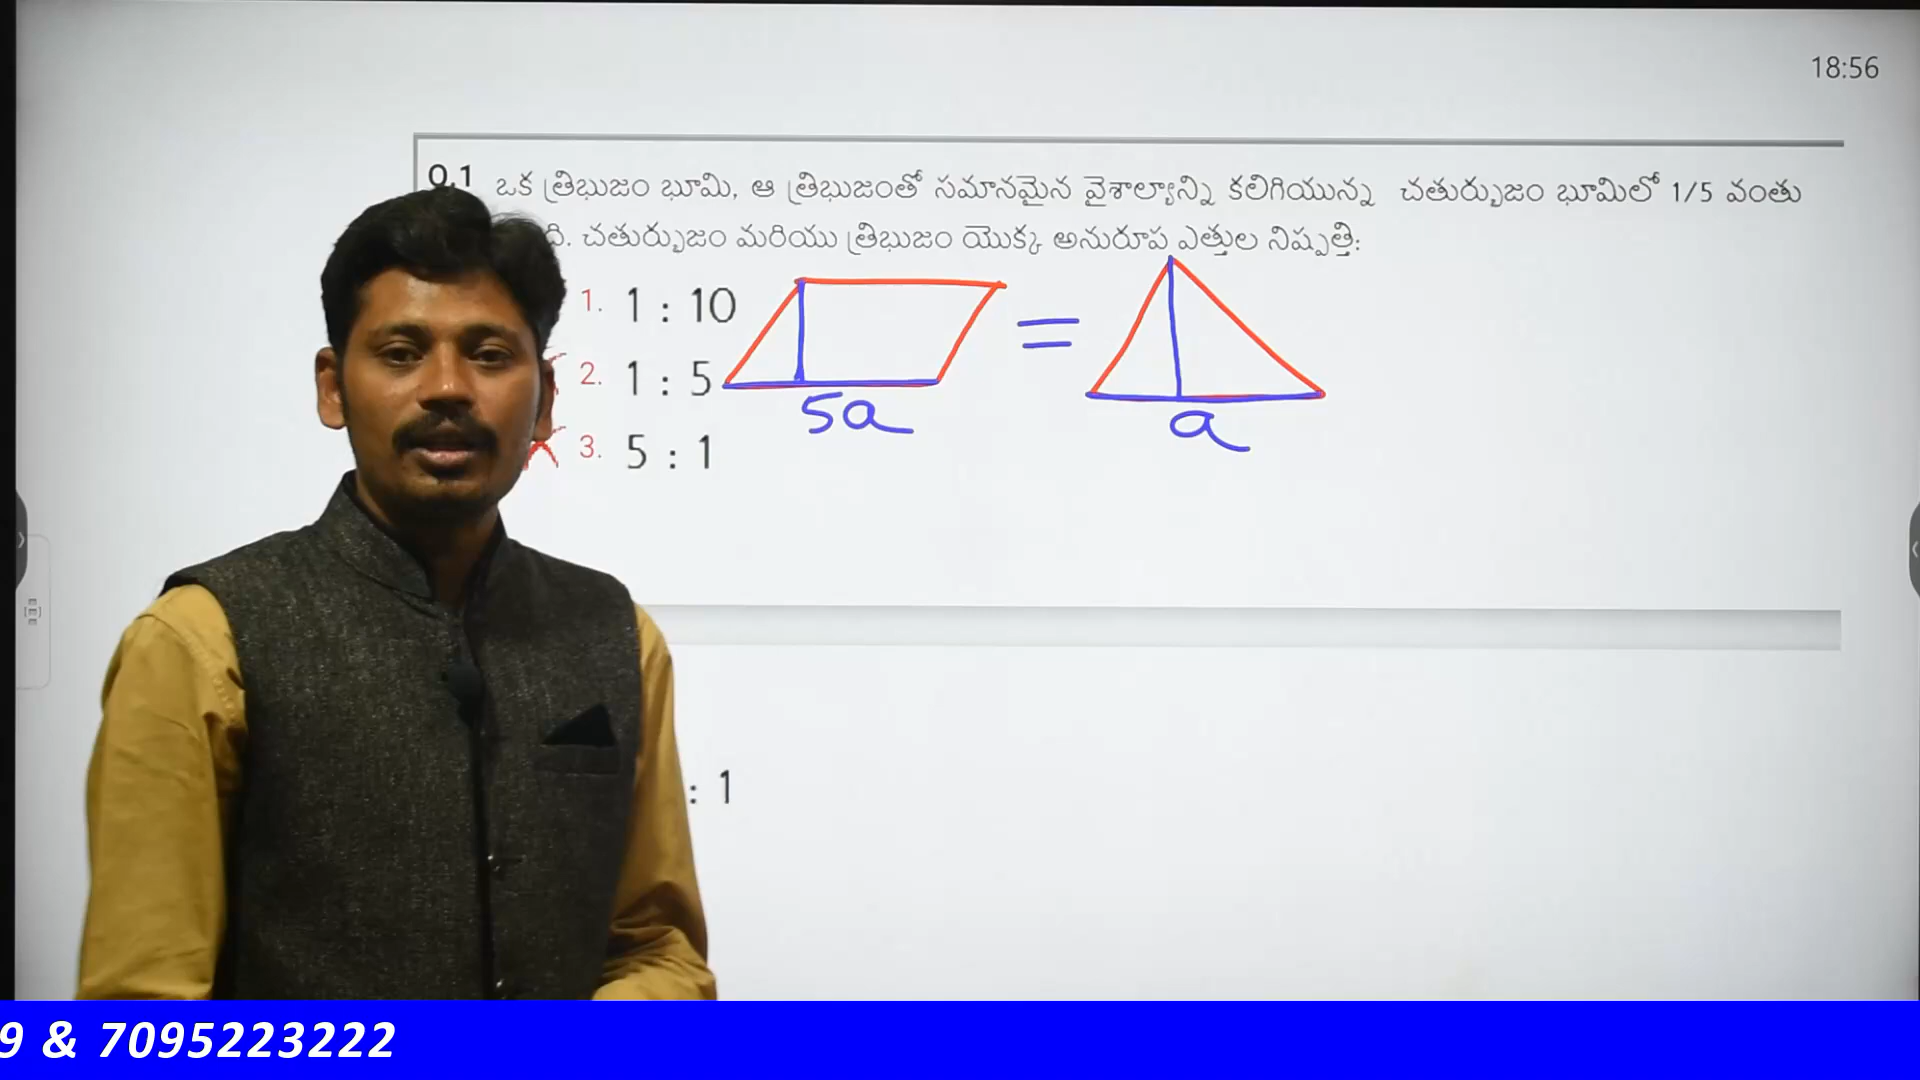 18:56
Q.1 ఒక త్రిభుజం భూమి, ఆ త్రిభుజంతో సమానమైన వైశాల్యాన్ని కలిగియున్న చతుర్భుజం భూమిలో 1/5 వంతు
ది. చతుర్భుజం మరియు త్రిభుజం యొక్క అనురూప ఎత్తుల నిష్పత్తి:
1. 1 : 10
=
2. 1 : 5
5a a
3. 5 : 1
: 1
9 & 7095223222